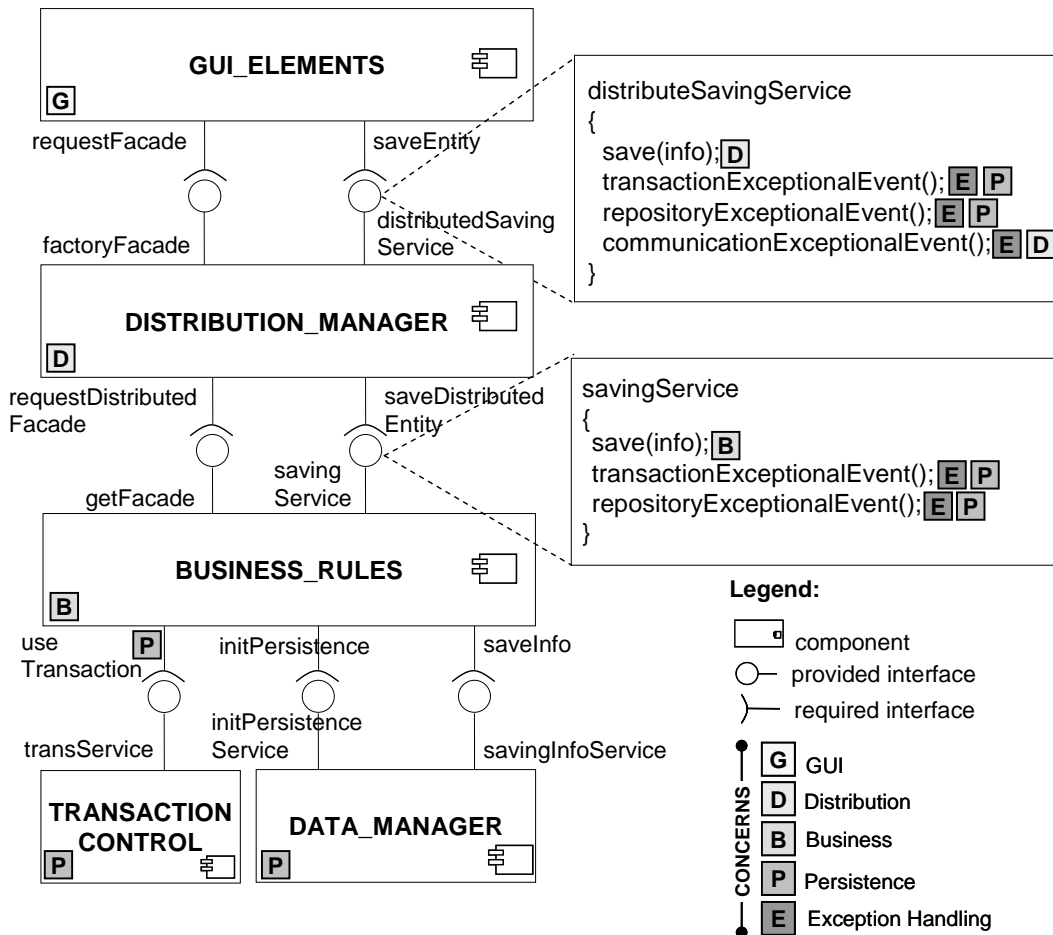 GUI_ELEMENTS
G
requestFacade
saveEntity
factoryFacade
distributedSaving
Service
DISTRIBUTION_MANAGER
D
requestDistributed
Facade
saveDistributed
Entity
getFacade
saving
Service
BUSINESS_RULES
B
use
Transaction
P
initPersistence
saveInfo
transService
initPersistence
Service
savingInfoService
TRANSACTION
CONTROL
P
DATA_MANAGER
P
distributeSavingService
{
save(info); D
transactionExceptionalEvent(); E P
repositoryExceptionalEvent(); E P
communicationExceptionalEvent(); E D
}
savingService
{
save(info); B
transactionExceptionalEvent(); E P
repositoryExceptionalEvent(); E P
}
Legend:
component
provided interface
required interface
CONCERNS
G GUI
D Distribution
B Business
P Persistence
E Exception Handling